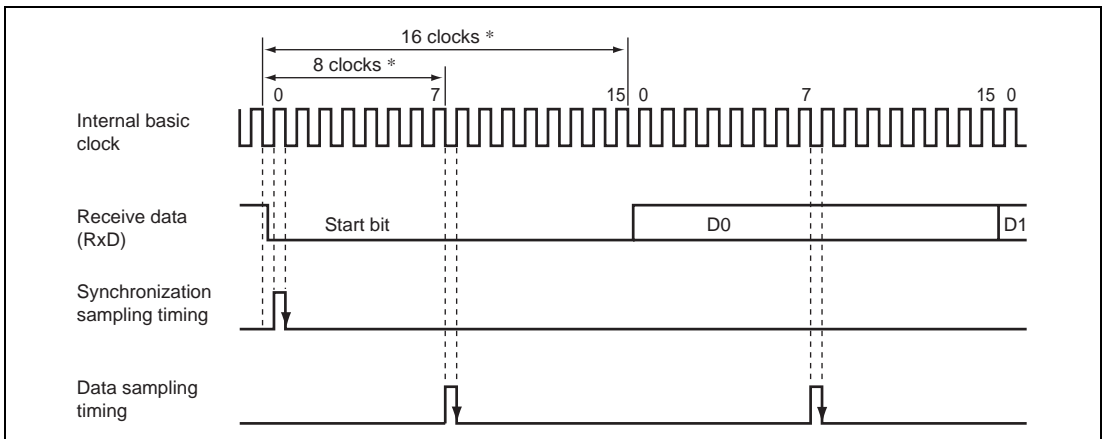 16 clocks *
8 clocks *
0 7 15 0 7 15 0
Internal basic
clock
Receive data
(RxD)
Start bit D0 D1
Synchronization
sampling timing
Data sampling
timing